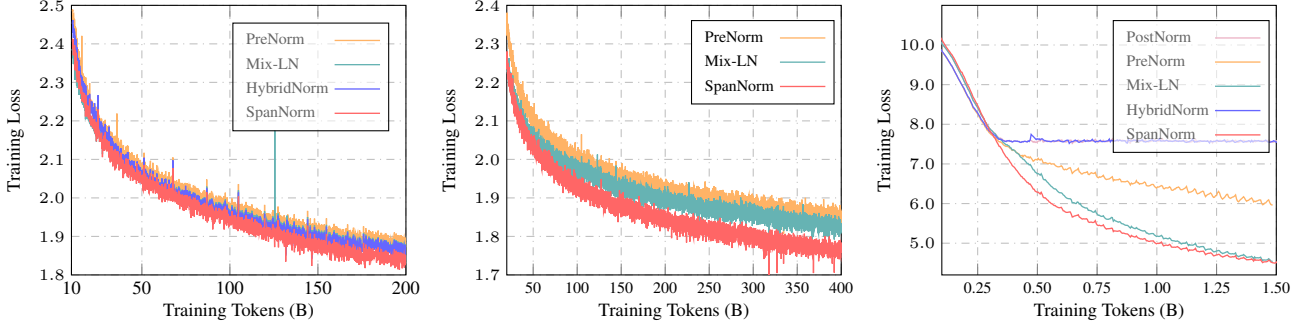 2.5
2.4
2.3
2.2
2.1
2.0
1.9
1.8
10 50 100 150 200
Training Loss
Training Tokens (B)
PreNorm
Mix-LN
HybridNorm
SpanNorm
2.4
2.3
2.2
2.1
2.0
1.9
1.8
1.7
20 50 100 150 200 250 300 350 400
Training Loss
Training Tokens (B)
PreNorm
Mix-LN
SpanNorm
10.0
9.0
8.0
7.0
6.0
5.0
0.25 0.50 0.75 1.00 1.25 1.50
Training Loss
Training Tokens (B)
PostNorm
PreNorm
Mix-LN
HybridNorm
SpanNorm